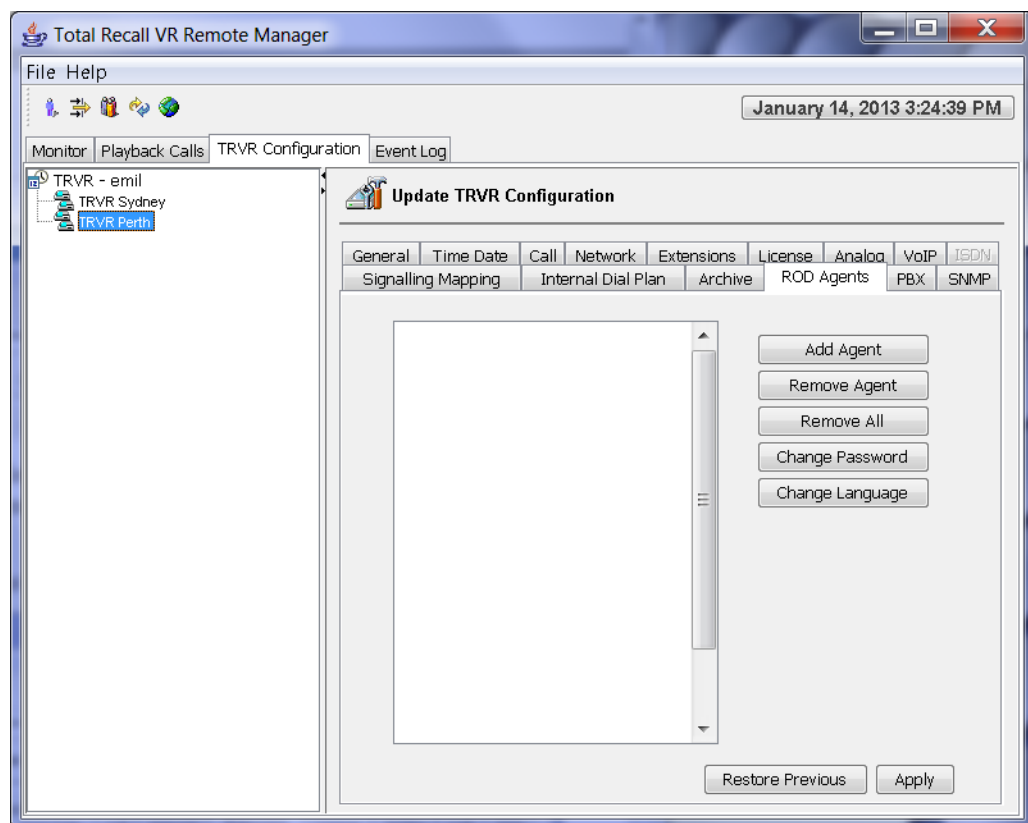 Total Recall VR Remote Manager
File Help
January 14, 2013 3:24:39 PM
Monitor Playback Calls TRVR Configuration Event Log
TRVR - emil
TRVR Sydney
TRVR Perth
Update TRVR Configuration
General Time Date Call Network Extensions License Analog VoIP ISDN
Signalling Mapping Internal Dial Plan Archive ROD Agents PBX SNMP
Add Agent
Remove Agent
Remove All
Change Password
Change Language
Restore Previous Apply